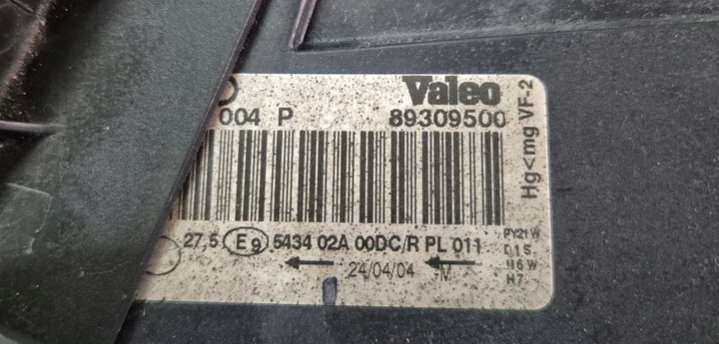 Valeo
004 P 89309500
27,5 E9 5434 02A 00DC/R PL 011
24/04/04 -M
Hg<mg VF-2
PY21W
D1S
H6W
H7